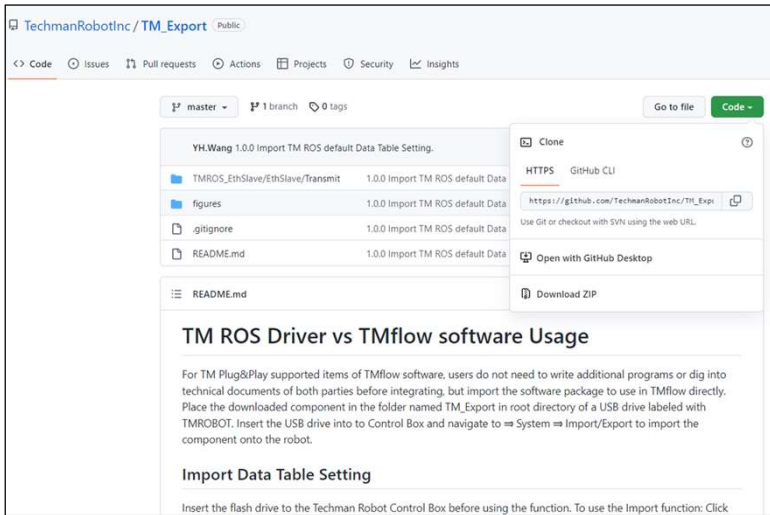 TechmanRobotInc / TM_Export Public
Code Issues Pull requests Actions Projects Security Insights
master 1 branch 0 tags Go to file Code
YH.Wang 1.0.0 Import TM ROS default Data Table Setting.
TMROS_EthSlave/EthSlave/Transmit 1.0.0 Import TM ROS default Data
figures 1.0.0 Import TM ROS default Data
.gitignore 1.0.0 Import TM ROS default Data
README.md 1.0.0 Import TM ROS default Data
Clone
HTTPS GitHub CLI
https://github.com/TechmanRobotInc/TM_Expo
Use Git or checkout with SVN using the web URL.
Open with GitHub Desktop
Download ZIP
README.md
TM ROS Driver vs TMflow software Usage
For TM Plug&Play supported items of TMflow software, users do not need to write additional programs or dig into
technical documents of both parties before integrating, but import the software package to use in TMflow directly.
Place the downloaded component in the folder named TM_Export in root directory of a USB drive labeled with
TMROBOT. Insert the USB drive into to Control Box and navigate to ⇒ System ⇒ Import/Export to import the
component onto the robot.
Import Data Table Setting
Insert the flash drive to the Techman Robot Control Box before using the function. To use the Import function: Click